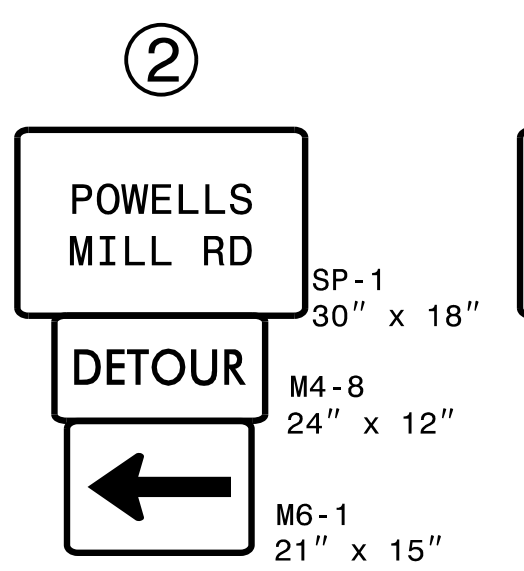 2
POWELLS
MILL RD
SP-1
30" x 18"
DETOUR
M4-8
24" x 12"
M6-1
21" x 15"